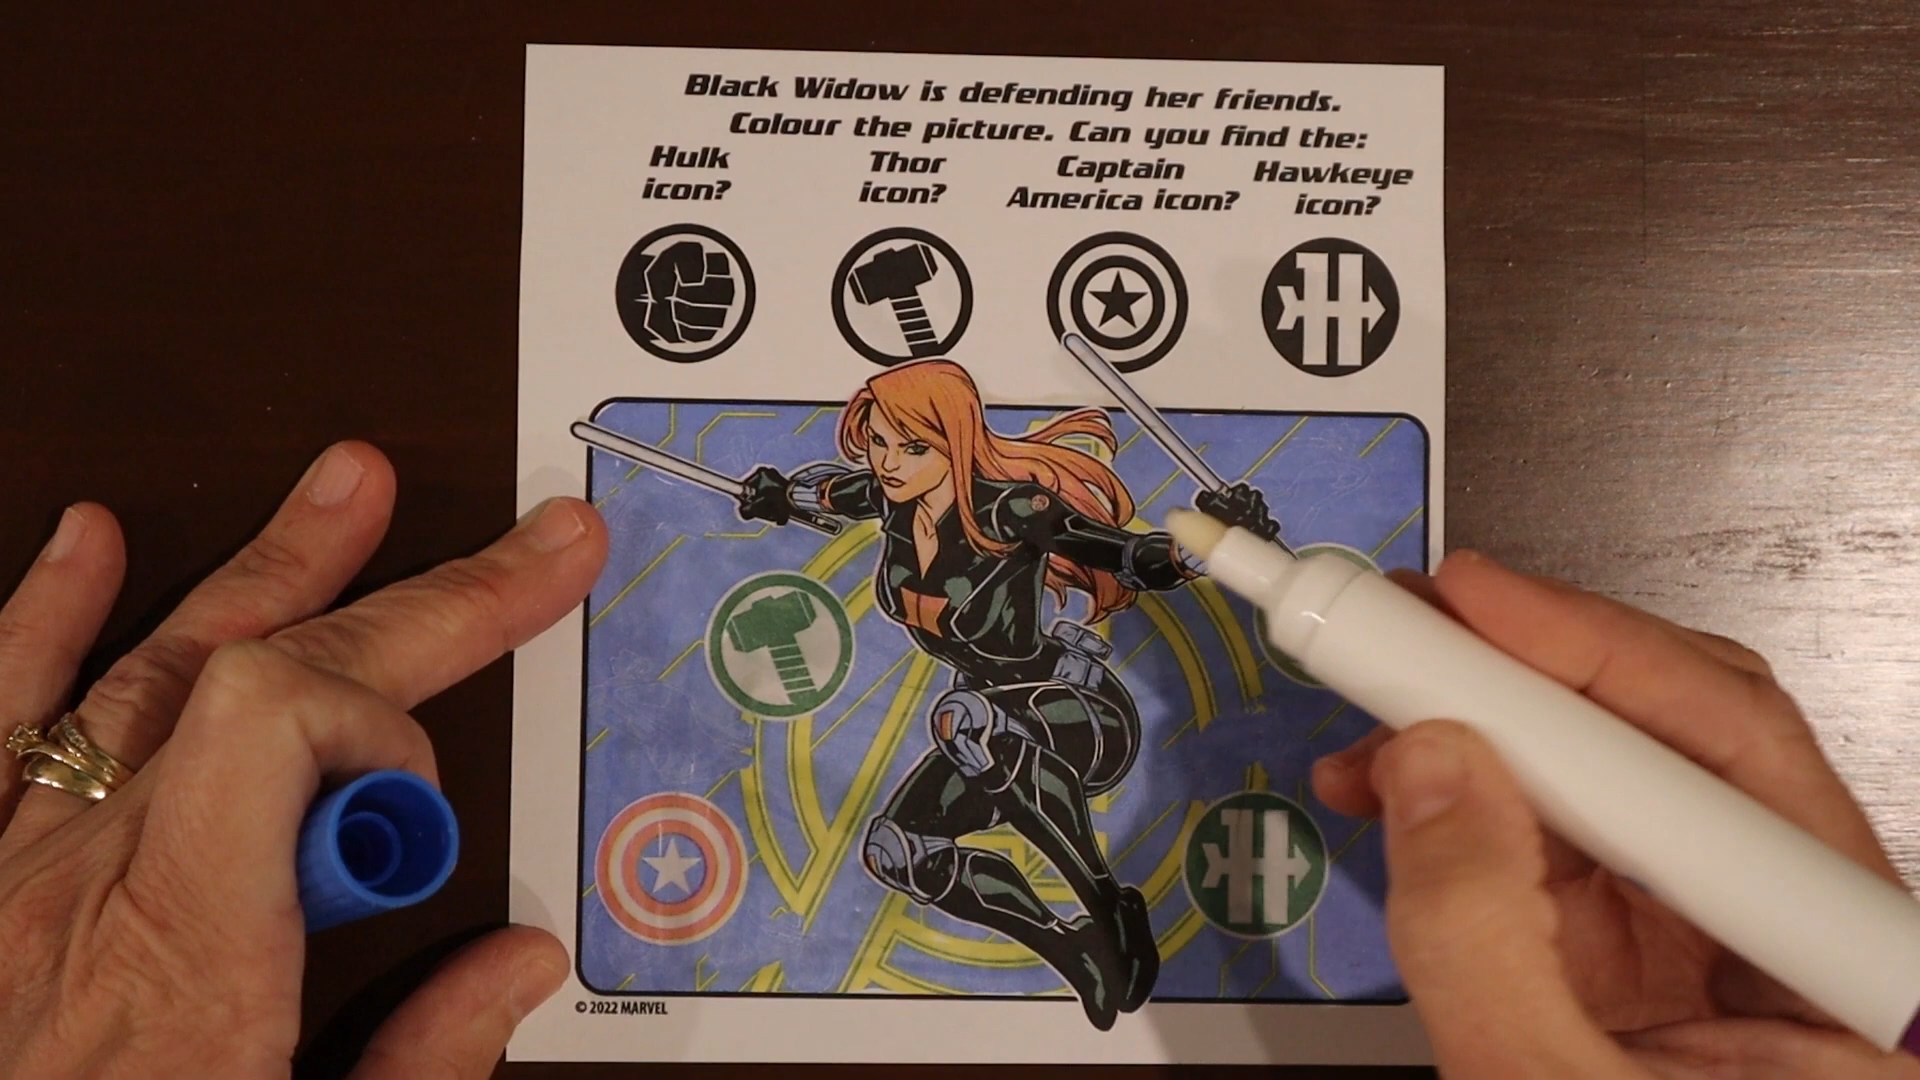 Black Widow is defending her friends.
Colour the picture. Can you find the:
Hulk icon?
Thor icon?
Captain America icon?
Hawkeye icon?
© 2022 MARVEL